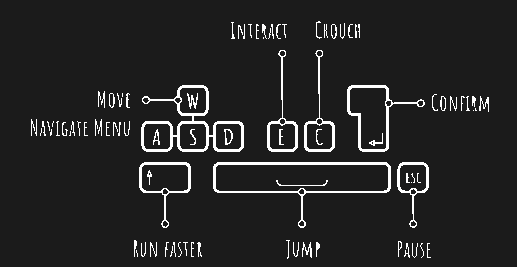 Interact
Crouch
Move
W
Confirm
Navigate Menu
A
S
D
E
C
ESC
Run faster
Jump
Pause